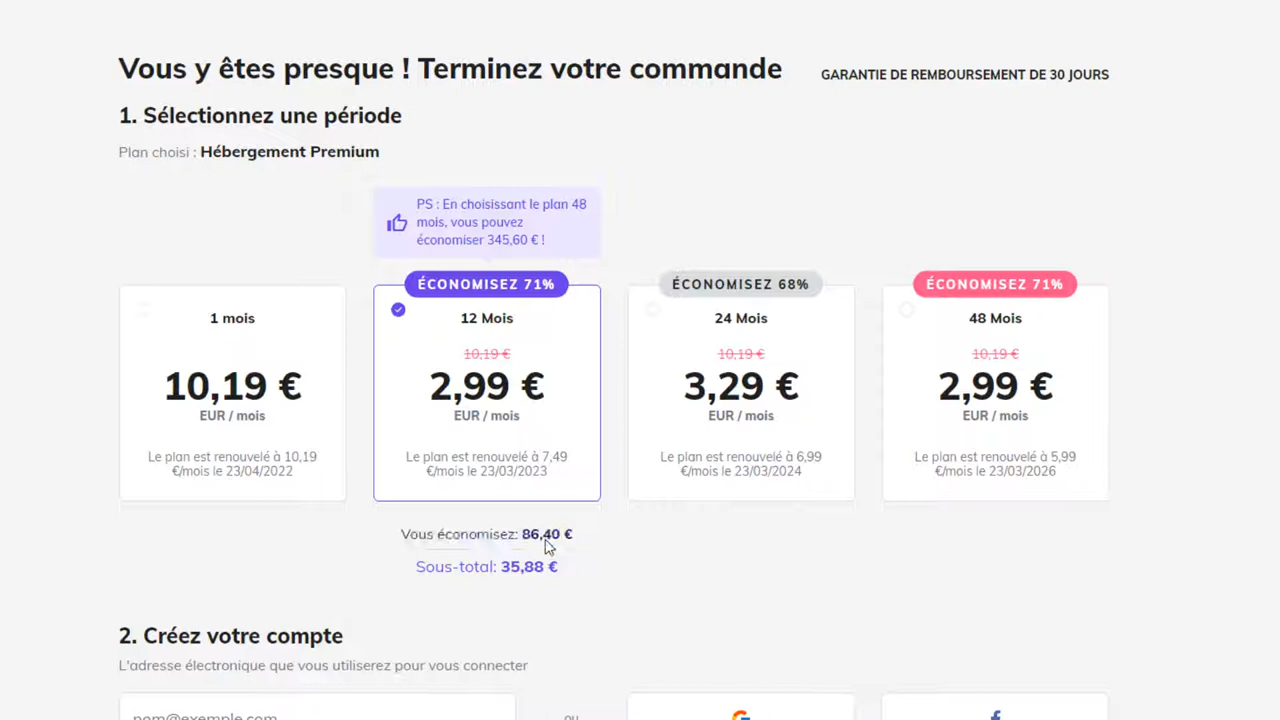 Vous y êtes presque ! Terminez votre commande
GARANTIE DE REMBOURSEMENT DE 30 JOURS
1. Sélectionnez une période
Plan choisi : Hébergement Premium
PS : En choisissant le plan 48
mois, vous pouvez
économiser 345,60 € !
1 mois
10,19 €
EUR / mois
Le plan est renouvelé à 10,19
€/mois le 23/04/2022
ÉCONOMISEZ 71%
12 Mois
10,19 €
2,99 €
EUR / mois
Le plan est renouvelé à 7,49
€/mois le 23/03/2023
ÉCONOMISEZ 68%
24 Mois
10,19 €
3,29 €
EUR / mois
Le plan est renouvelé à 6,99
€/mois le 23/03/2024
ÉCONOMISEZ 71%
48 Mois
10,19 €
2,99 €
EUR / mois
Le plan est renouvelé à 5,99
€/mois le 23/03/2026
Vous économisez: 86,40 €
Sous-total: 35,88 €
2. Créez votre compte
L'adresse électronique que vous utiliserez pour vous connecter
nom@exemple.com
ou